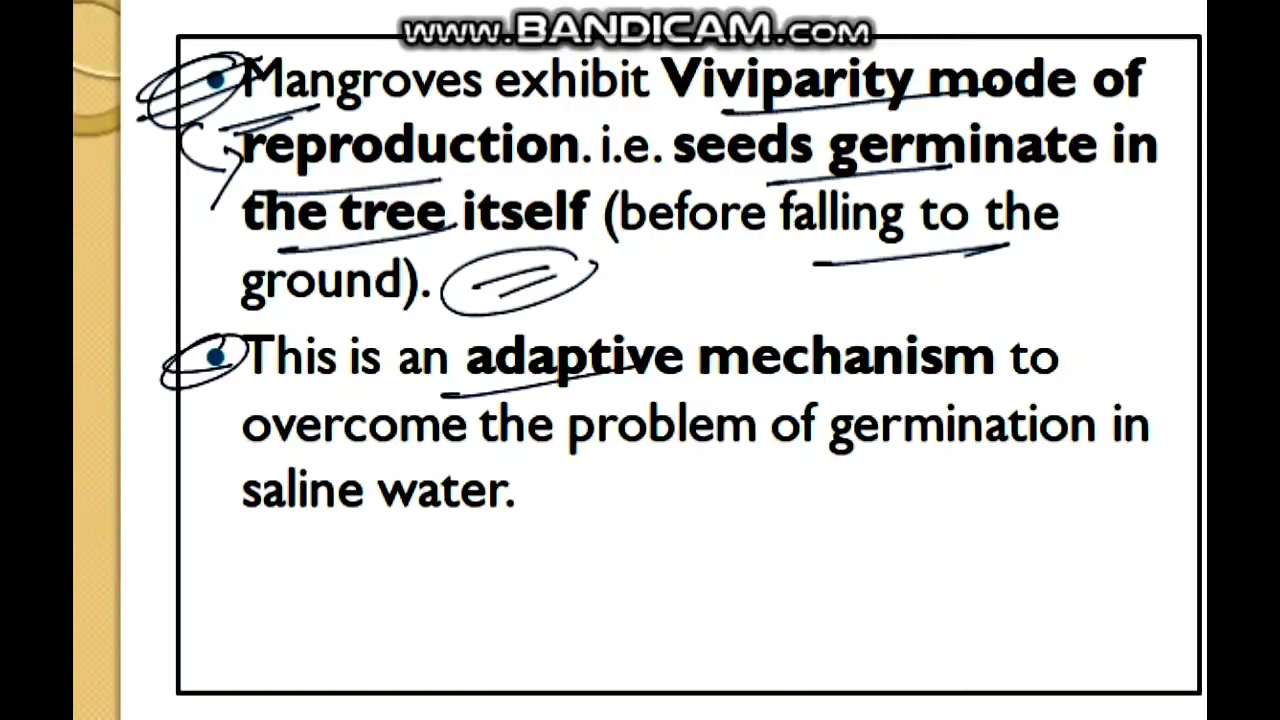 www.BANDICAM.com
Mangroves exhibit Viviparity mode of
reproduction. i.e. seeds germinate in
the tree itself (before falling to the
ground).
This is an adaptive mechanism to
overcome the problem of germination in
saline water.